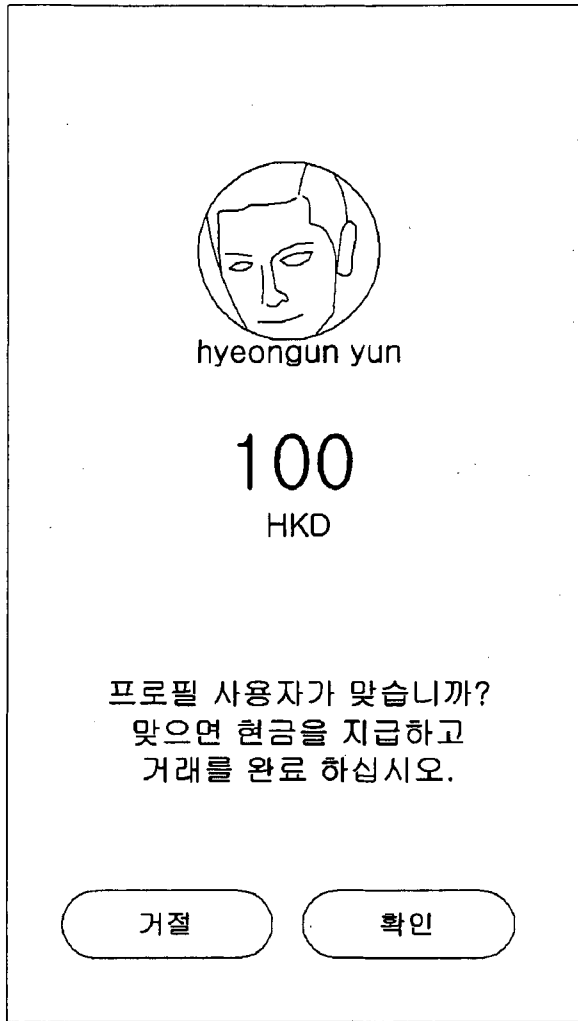 hyeongun yun
100
HKD
프로필 사용자가 맞습니까?
맞으면 현금을 지급하고
거래를 완료 하십시오.
거절
확인